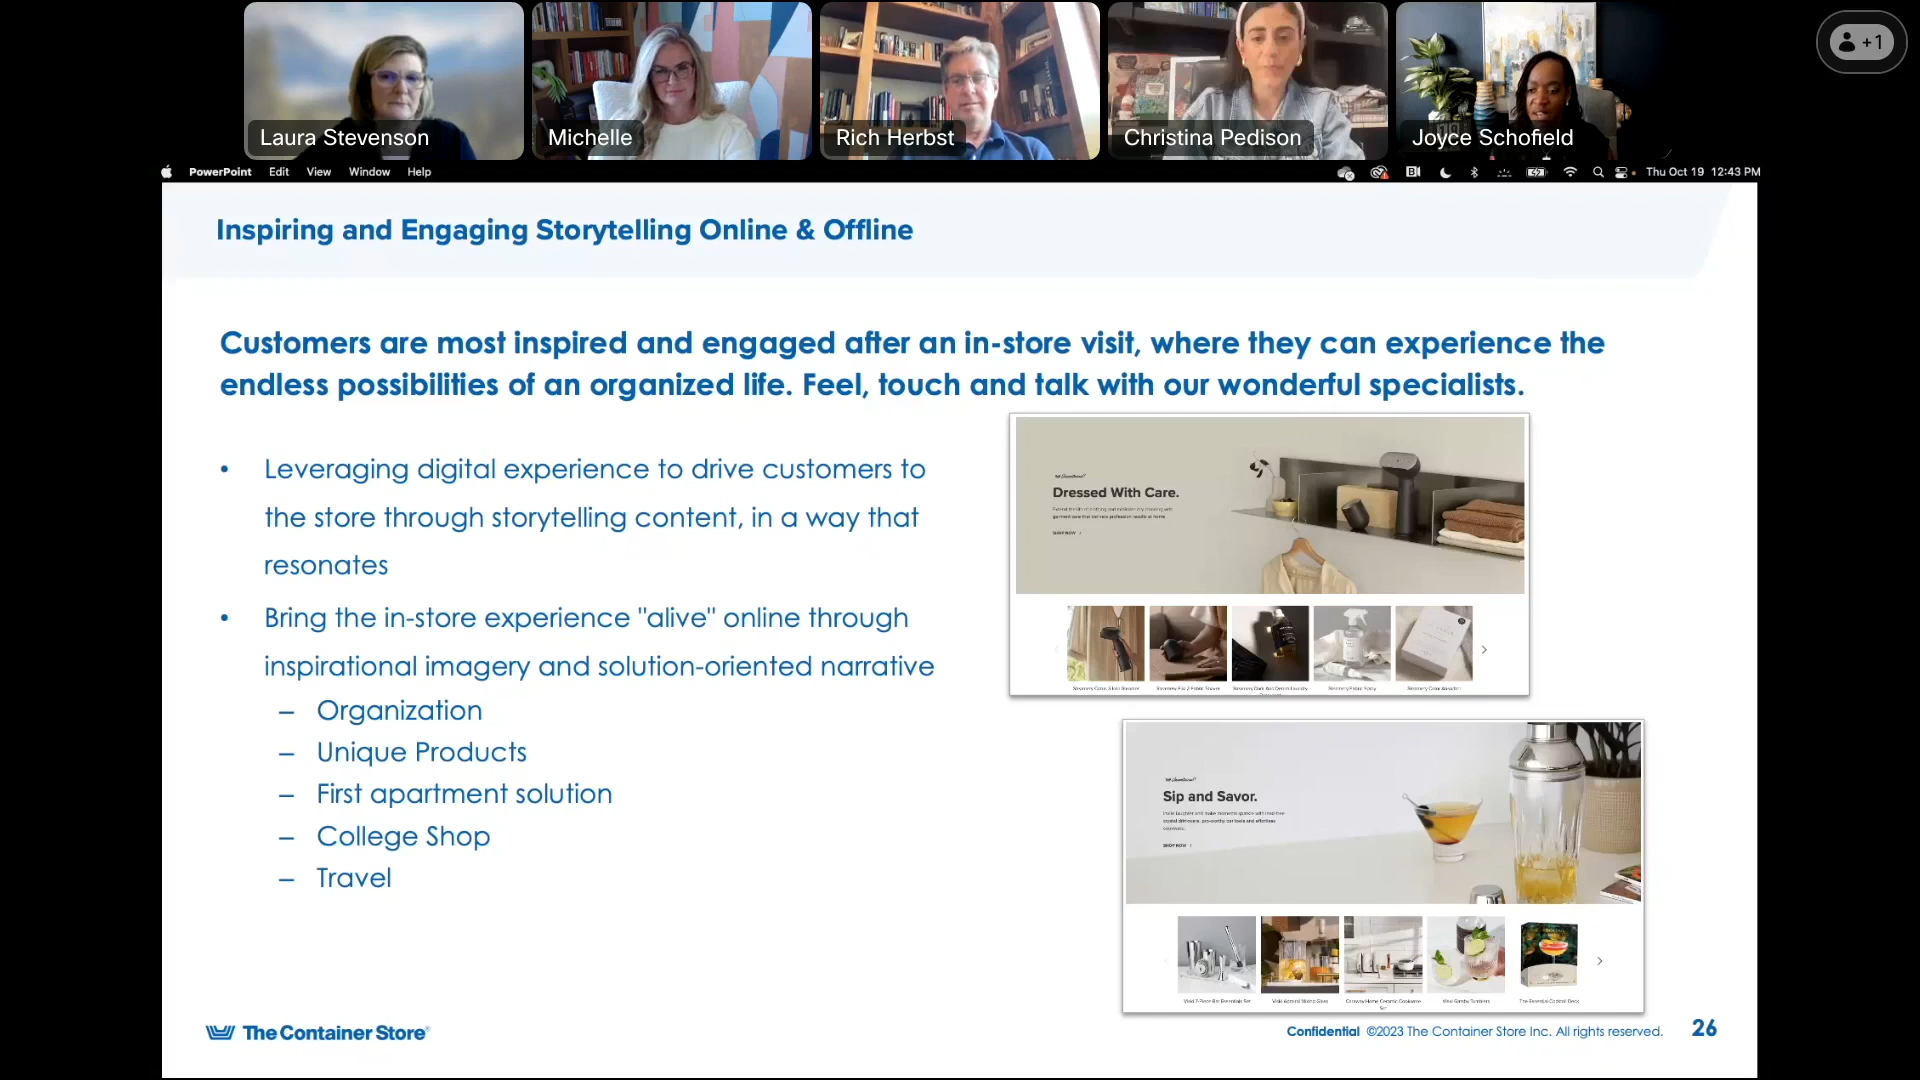 +1
Laura Stevenson
Michelle
Rich Herbst
Christina Pedison
Joyce Schofield
PowerPoint Edit View Window Help
Thu Oct 19 12:43 PM
Inspiring and Engaging Storytelling Online & Offline
Customers are most inspired and engaged after an in-store visit, where they can experience the
endless possibilities of an organized life. Feel, touch and talk with our wonderful specialists.
• Leveraging digital experience to drive customers to
the store through storytelling content, in a way that
resonates
• Bring the in-store experience "alive" online through
inspirational imagery and solution-oriented narrative
– Organization
– Unique Products
– First apartment solution
– College Shop
– Travel
Dressed With Care.
SHOP NOW
Sip and Savor.
SHOP NOW
The Container Store®
Confidential ©2023 The Container Store Inc. All rights reserved. 26